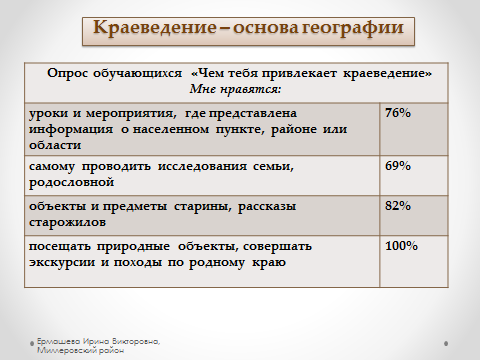 Краеведение – основа географии
Опрос обучающихся «Чем тебя привлекает краеведение»
Мне нравятся:
уроки и мероприятия, где представлена
информация о населенном пункте, районе или
области
76%
самому проводить исследования семьи,
родословной
69%
объекты и предметы старины, рассказы
старожилов
82%
посещать природные объекты, совершать
экскурсии и походы по родному краю
100%
Ермашева Ирина Викторовна,
Миллеровский район